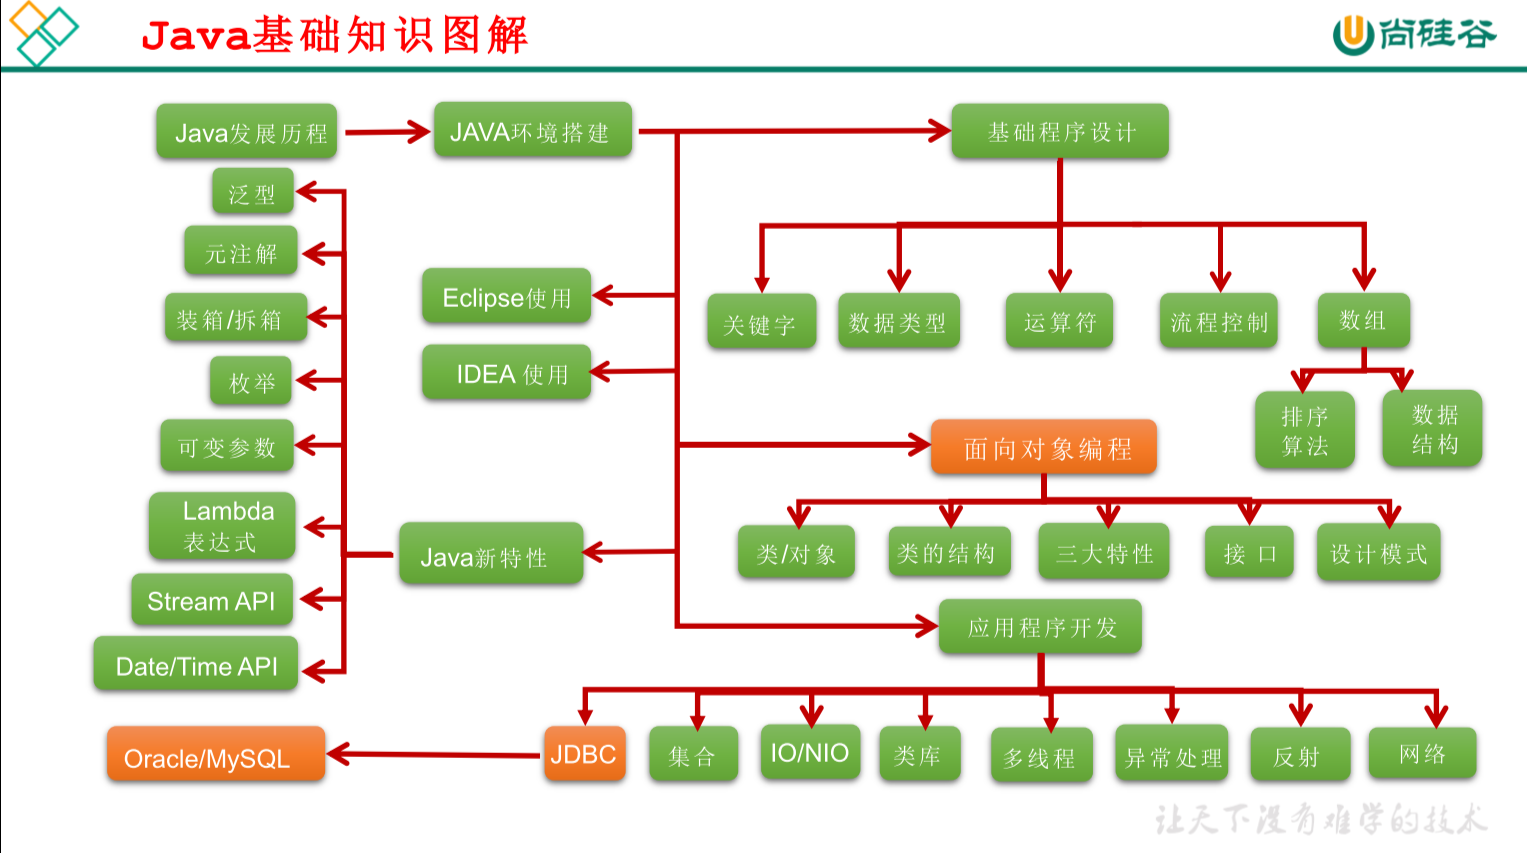 Java基础知识图解
尚硅谷
Java发展历程
JAVA环境搭建
基础程序设计
泛型
元注解
装箱/拆箱
枚举
可变参数
Lambda
表达式
Stream API
Date/Time API
Eclipse使用
IDEA 使用
Java新特性
关键字
数据类型
运算符
流程控制
数组
排序
算法
数据
结构
面向对象编程
类/对象
类的结构
三大特性
接 口
设计模式
应用程序开发
Oracle/MySQL
JDBC
集合
IO/NIO
类库
多线程
异常处理
反射
网络
让天下没有难学的技术